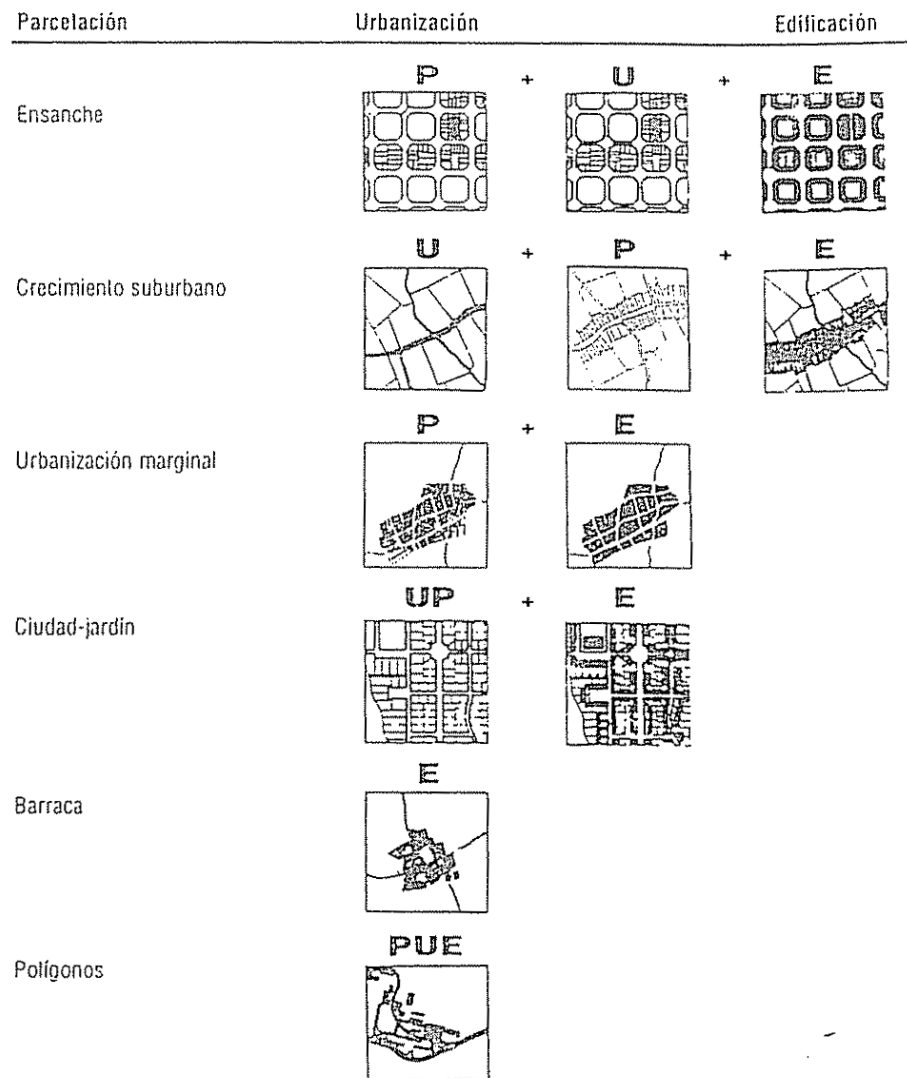 Parcelación Urbanización Edificación
P + U + E
Ensanche
U + P + E
Crecimiento suburbano
P + E
Urbanización marginal
UP + E
Ciudad-jardín
E
Barraca
PUE
Polígonos